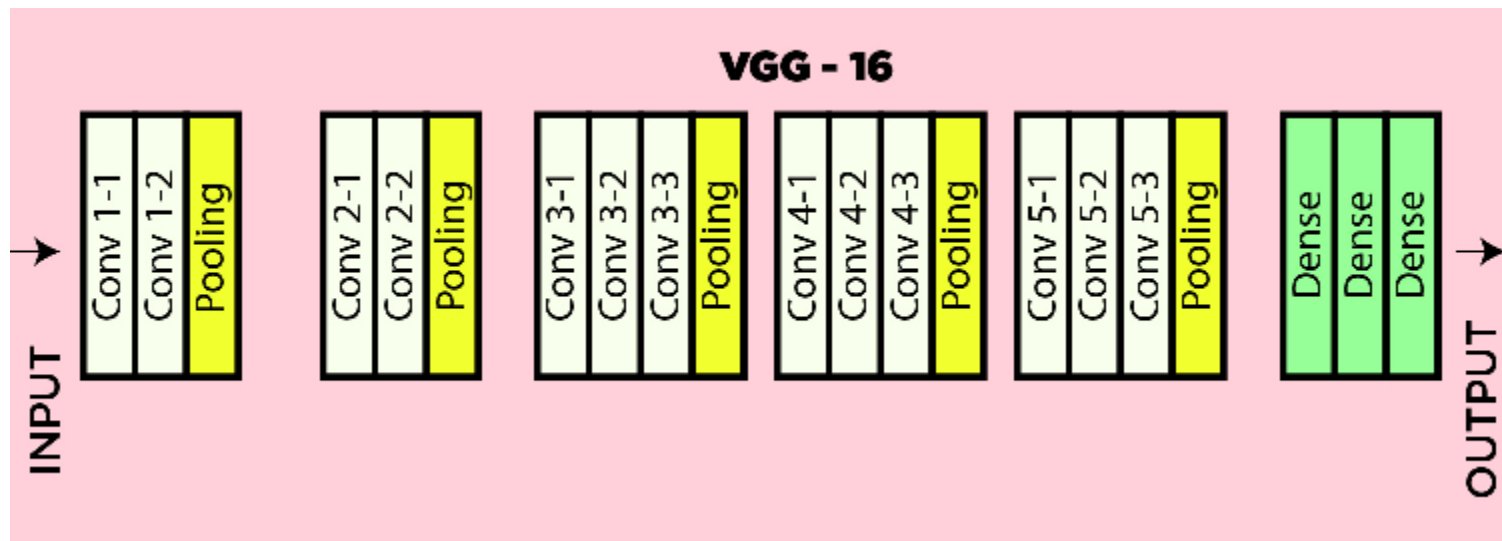 VGG - 16
INPUT
Conv 1-1
Conv 1-2
Pooling
Conv 2-1
Conv 2-2
Pooling
Conv 3-1
Conv 3-2
Conv 3-3
Pooling
Conv 4-1
Conv 4-2
Conv 4-3
Pooling
Conv 5-1
Conv 5-2
Conv 5-3
Pooling
Dense
Dense
Dense
OUTPUT